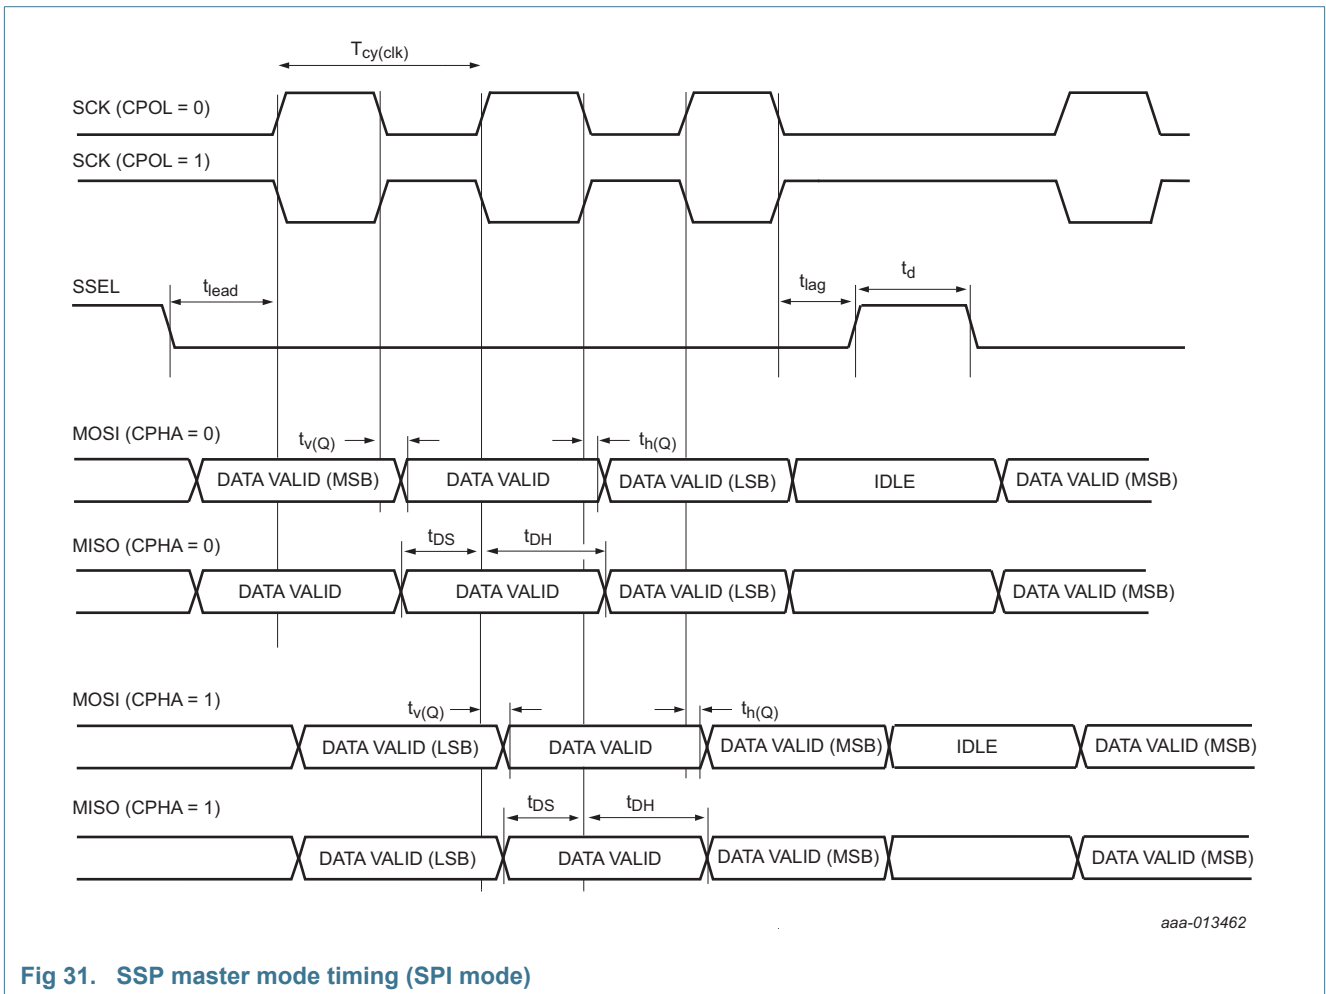 Tcy(clk)
SCK (CPOL = 0)
SCK (CPOL = 1)
SSEL
tlead
tlag
td
MOSI (CPHA = 0)
tv(Q)
th(Q)
DATA VALID (MSB) DATA VALID DATA VALID (LSB) IDLE DATA VALID (MSB)
MISO (CPHA = 0)
tDS
tDH
DATA VALID DATA VALID DATA VALID (LSB) DATA VALID (MSB)
MOSI (CPHA = 1)
tv(Q)
th(Q)
DATA VALID (LSB) DATA VALID DATA VALID (MSB) IDLE DATA VALID (MSB)
MISO (CPHA = 1)
tDS
tDH
DATA VALID (LSB) DATA VALID DATA VALID (MSB) DATA VALID (MSB)
aaa-013462
Fig 31. SSP master mode timing (SPI mode)